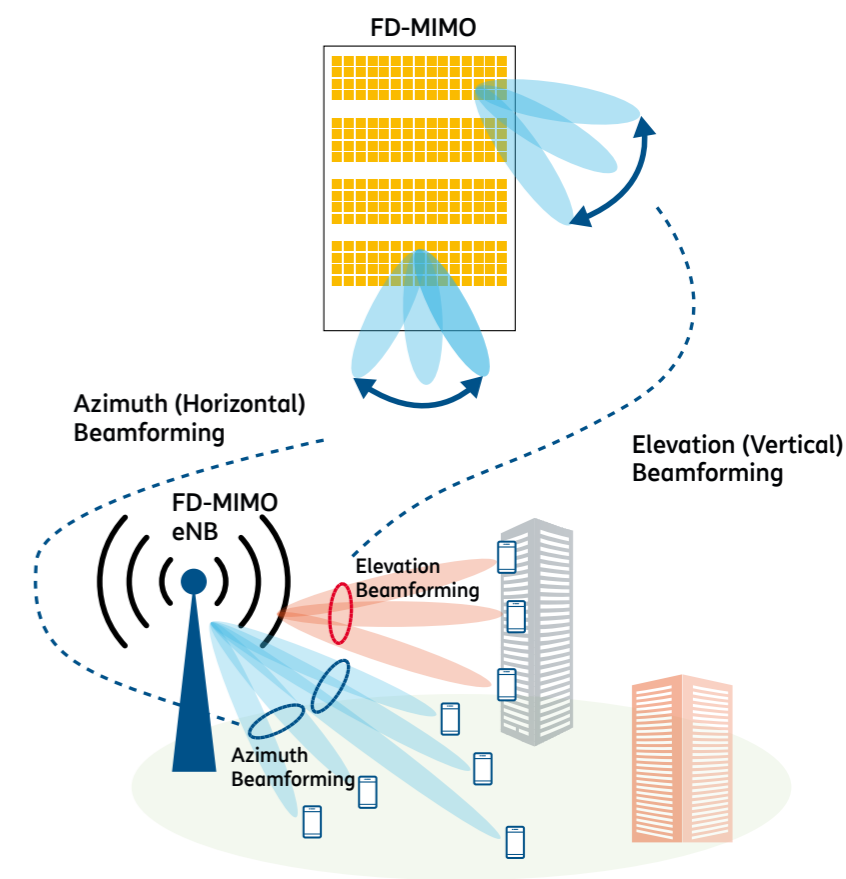 FD-MIMO
Azimuth (Horizontal)
Beamforming
Elevation (Vertical)
Beamforming
FD-MIMO
eNB
Elevation
Beamforming
Azimuth
Beamforming